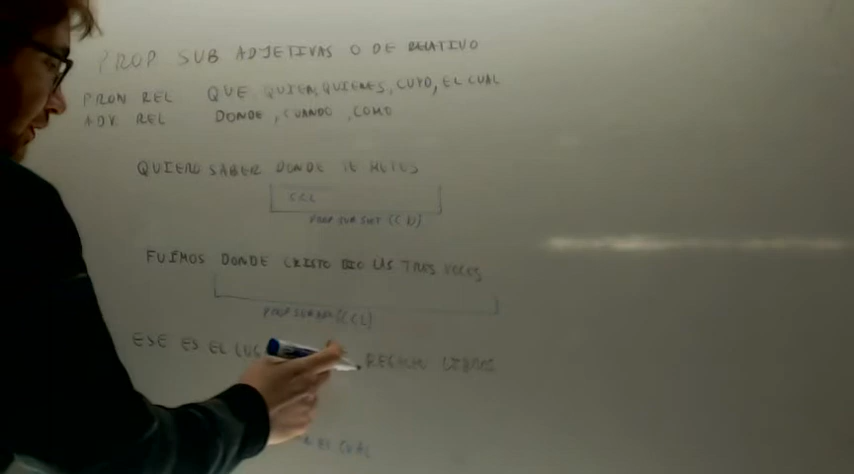 PROP SUB ADJETIVAS O DE RELATIVO
PRON REL QUE QUIEN, QUIENES, CUYO, EL CUAL
ADV. REL DONDE, CUANDO, COMO
QUIERO SABER DONDE TE METES
CCL
PROP SUB SUST (CD)
FUÍMOS DONDE CRISTO DIO LAS TRES VOCES
PROP SUB ADV (CCL)
ESE ES EL LUG LIBROS
EL CUAL